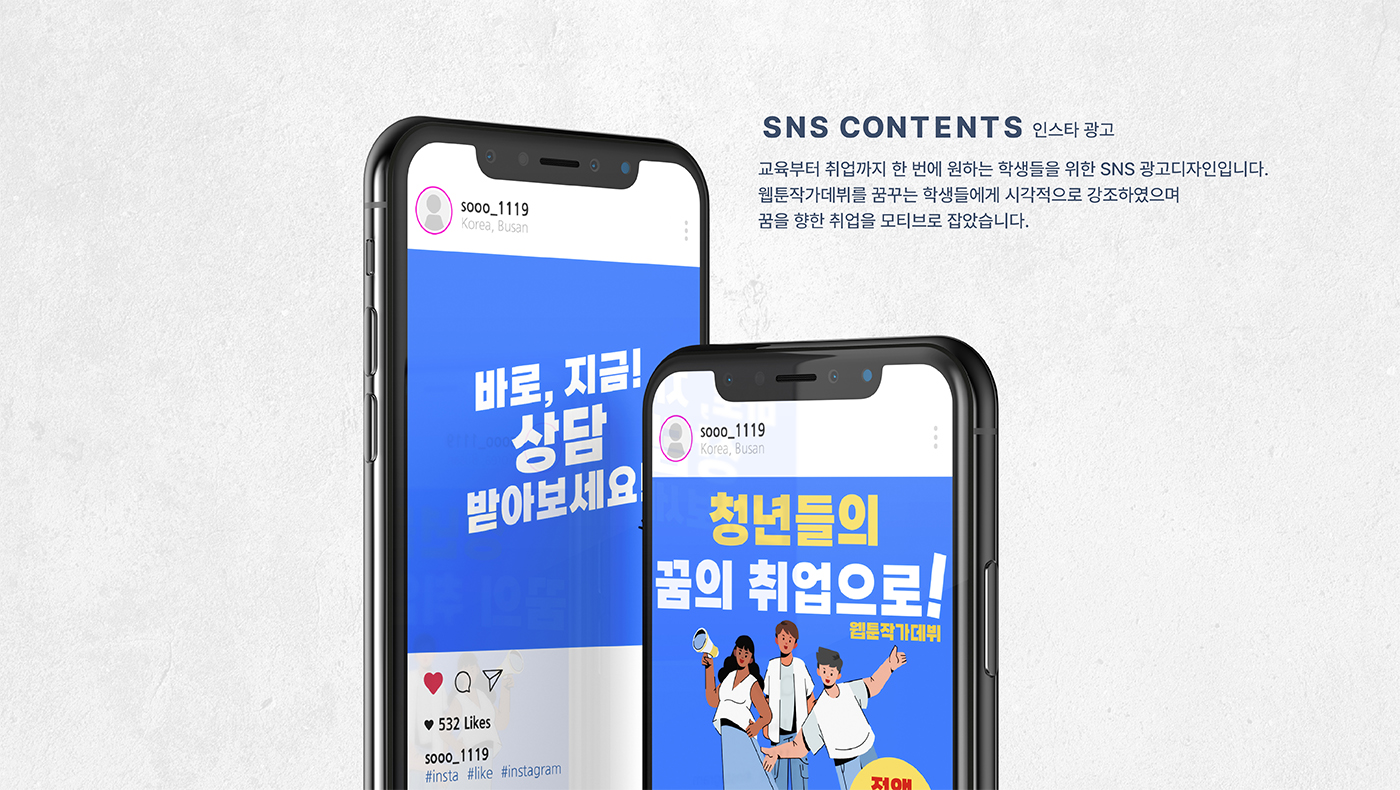 SNS CONTENTS 인스타 광고
교육부터 취업까지 한 번에 원하는 학생들을 위한 SNS 광고디자인입니다.
웹툰작가데뷔를 꿈꾸는 학생들에게 시각적으로 강조하였으며
꿈을 향한 취업을 모티브로 잡았습니다.
sooo_1119
Korea, Busan
바로, 지금!
상담
받아보세요!
532 Likes
sooo_1119
#insta #like #instagram
sooo_1119
Korea, Busan
청년들의
꿈의 취업으로!
웹툰작가데뷔